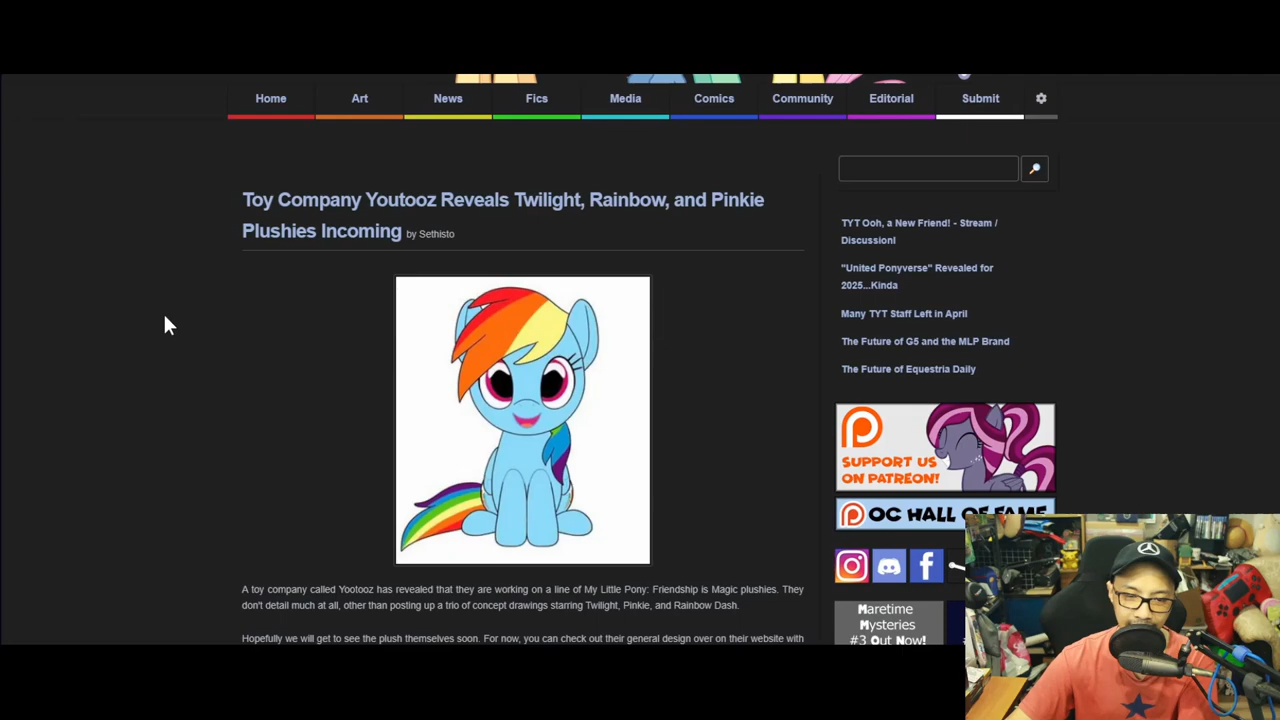 Home Art News Fics Media Comics Community Editorial Submit
Toy Company Youtooz Reveals Twilight, Rainbow, and Pinkie
Plushies Incoming by Sethisto
A toy company called Yootooz has revealed that they are working on a line of My Little Pony: Friendship is Magic plushies. They
don't detail much at all, other than posting up a trio of concept drawings starring Twilight, Pinkie, and Rainbow Dash.
Hopefully we will get to see the plush themselves soon. For now, you can check out their general design over on their website with
TYT Ooh, a New Friend! - Stream /
Discussion!
"United Ponyverse" Revealed for
2025...Kinda
Many TYT Staff Left in April
The Future of G5 and the MLP Brand
The Future of Equestria Daily
SUPPORT US
ON PATREON!
OC HALL OF FAME
Maretime
Mysteries
#3 Out Now!